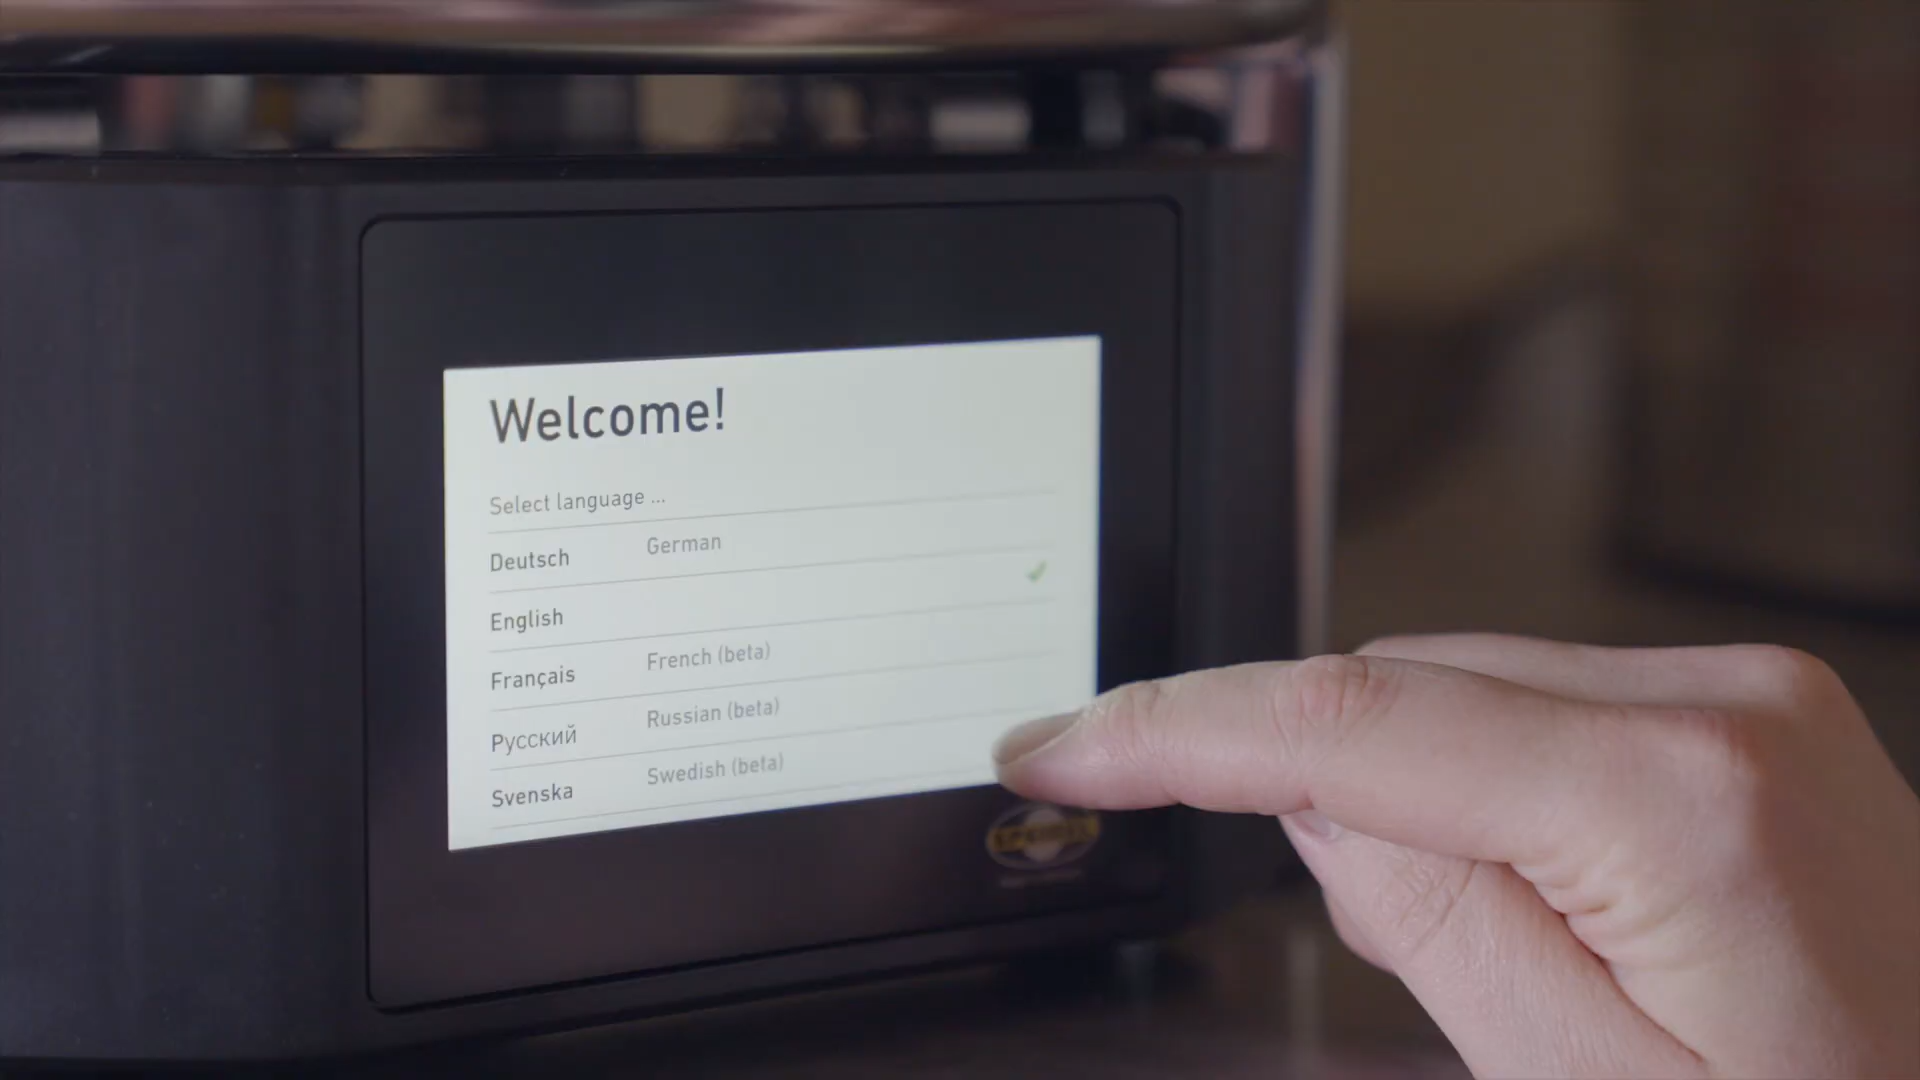 Welcome!
Select language ...
Deutsch German
English
Français French (beta)
Русский Russian (beta)
Svenska Swedish (beta)